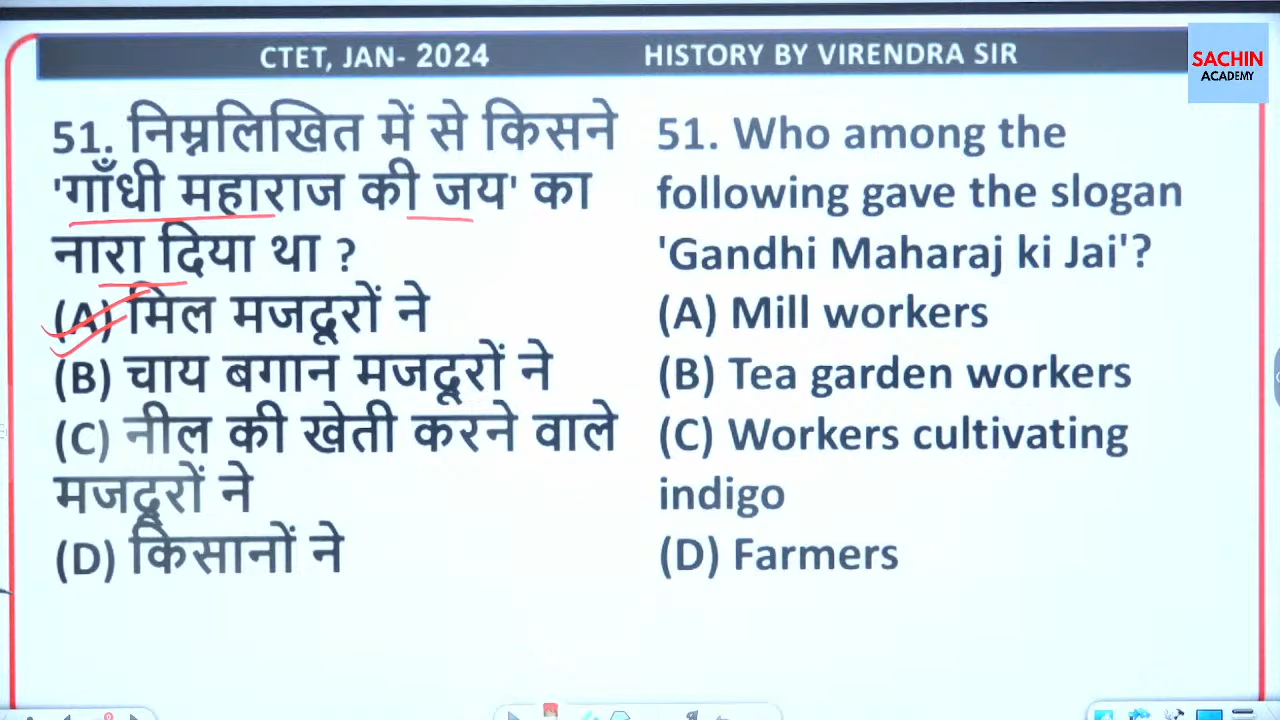 CTET, JAN- 2024
HISTORY BY VIRENDRA SIR
SACHIN
ACADEMY
51. निम्नलिखित में से किसने
'गाँधी महाराज की जय' का
नारा दिया था ?
(A) मिल मजदूरों ने
(B) चाय बगान मजदूरों ने
(C) नील की खेती करने वाले
मजदूरों ने
(D) किसानों ने
51. Who among the
following gave the slogan
'Gandhi Maharaj ki Jai'?
(A) Mill workers
(B) Tea garden workers
(C) Workers cultivating
indigo
(D) Farmers